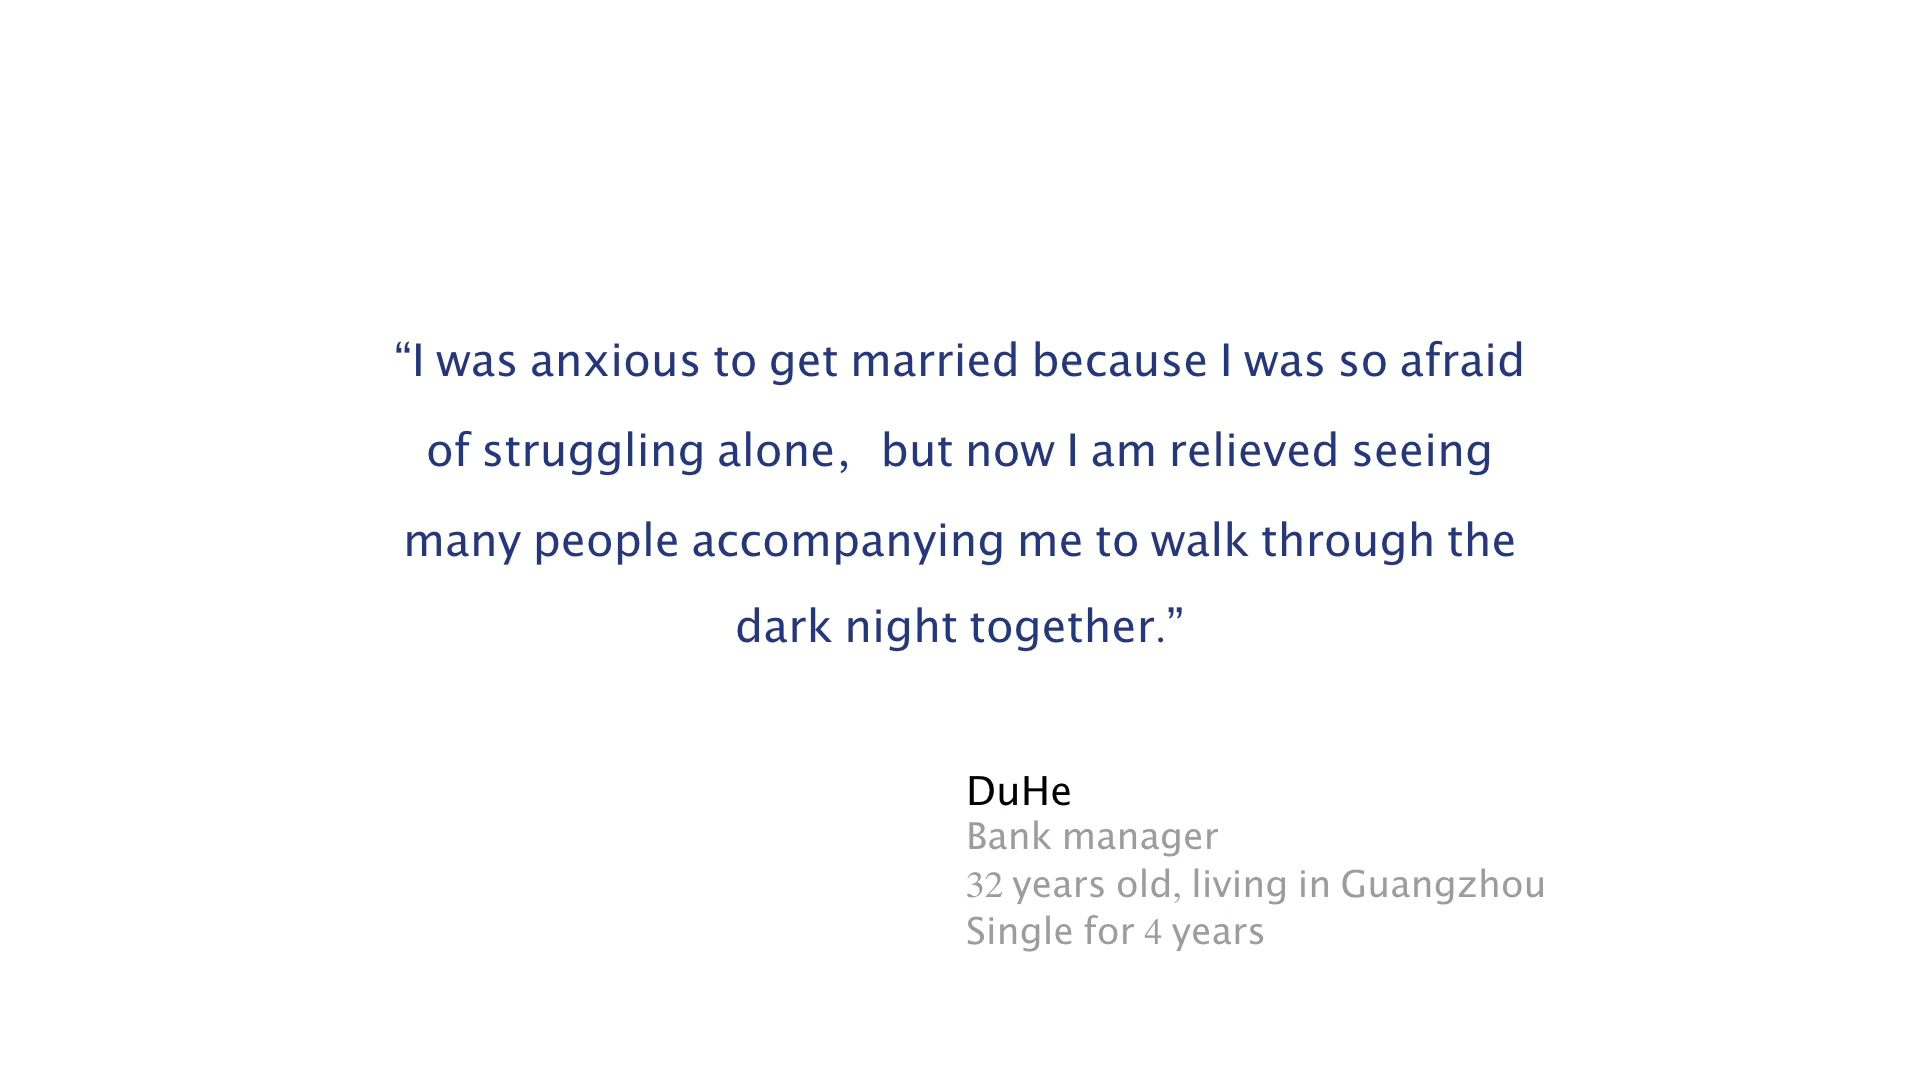 “I was anxious to get married because I was so afraid
of struggling alone,  but now I am relieved seeing
many people accompanying me to walk through the
dark night together.”
DuHe
Bank manager
32 years old, living in Guangzhou
Single for 4 years